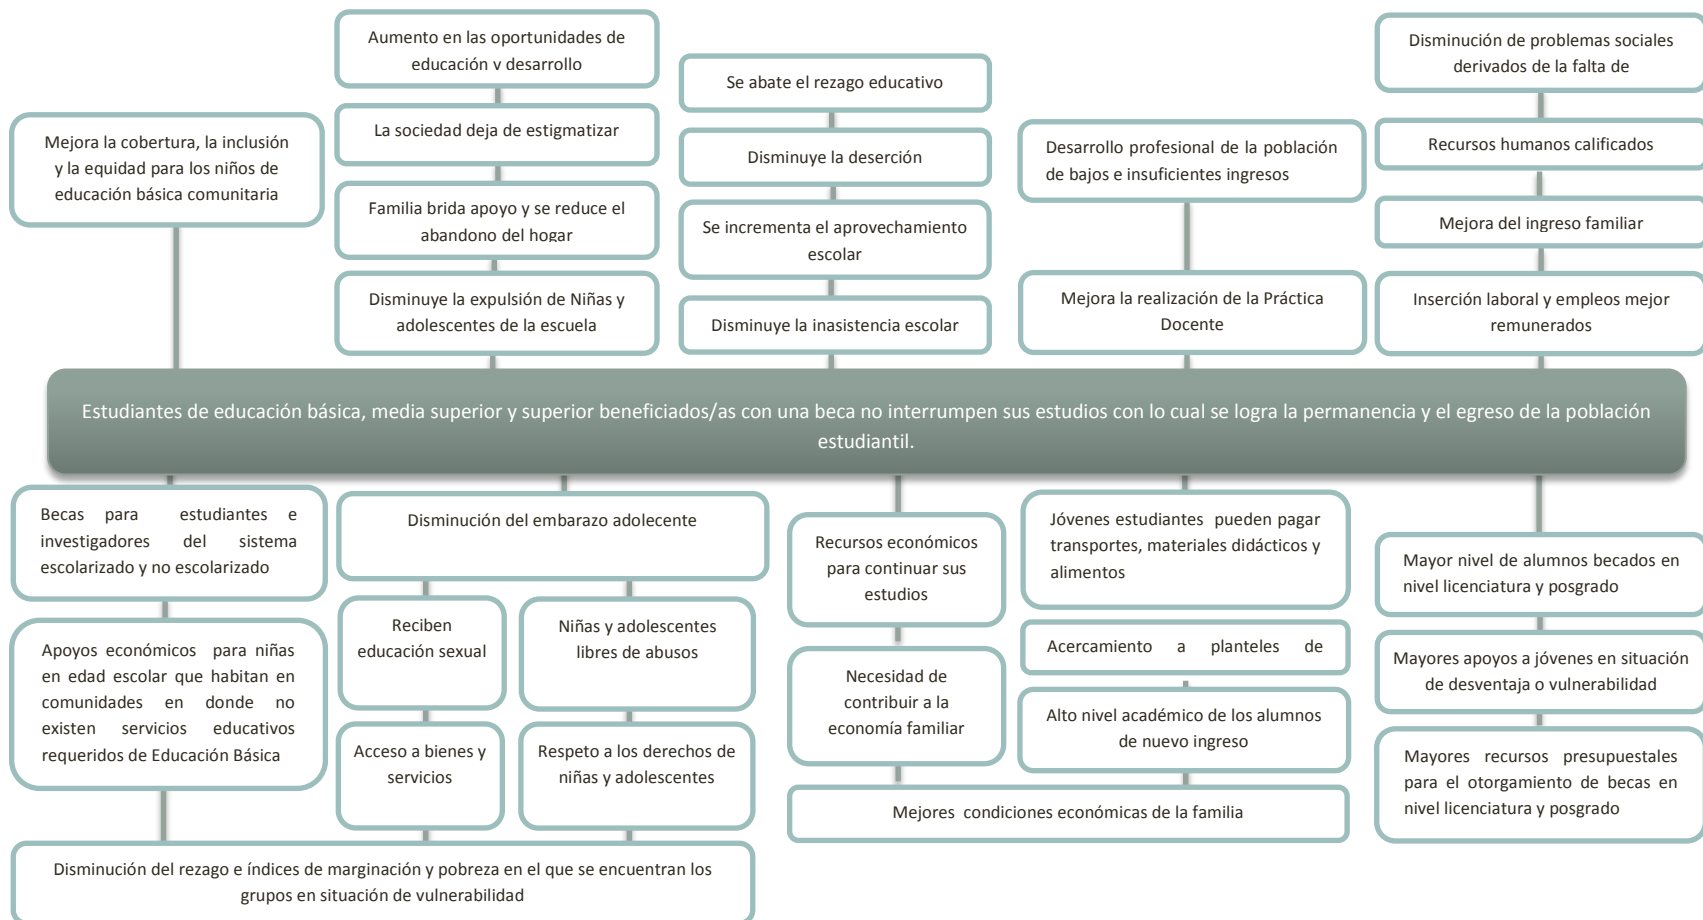 Aumento en las oportunidades de
educación y desarrollo
Disminución de problemas sociales
derivados de la falta de
Se abate el rezago educativo
Mejora la cobertura, la inclusión
y la equidad para los niños de
educación básica comunitaria
La sociedad deja de estigmatizar
Disminuye la deserción
Desarrollo profesional de la población
de bajos e insuficientes ingresos
Recursos humanos calificados
Familia brida apoyo y se reduce el
abandono del hogar
Se incrementa el aprovechamiento
escolar
Mejora del ingreso familiar
Disminuye la expulsión de Niñas y
adolescentes de la escuela
Disminuye la inasistencia escolar
Mejora la realización de la Práctica
Docente
Inserción laboral y empleos mejor
remunerados
Estudiantes de educación básica, media superior y superior beneficiados/as con una beca no interrumpen sus estudios con lo cual se logra la permanencia y el egreso de la población
estudiantil.
Becas para estudiantes e
investigadores del sistema
escolarizado y no escolarizado
Disminución del embarazo adolecente
Recursos económicos
para continuar sus
estudios
Jóvenes estudiantes pueden pagar
transportes, materiales didácticos y
alimentos
Mayor nivel de alumnos becados en
nivel licenciatura y posgrado
Apoyos económicos para niñas
en edad escolar que habitan en
comunidades en donde no
existen servicios educativos
requeridos de Educación Básica
Reciben
educación sexual
Niñas y adolescentes
libres de abusos
Necesidad de
contribuir a la
economía familiar
Acercamiento a planteles de
Mayores apoyos a jóvenes en situación
de desventaja o vulnerabilidad
Acceso a bienes y
servicios
Respeto a los derechos de
niñas y adolescentes
Alto nivel académico de los alumnos
de nuevo ingreso
Mayores recursos presupuestales
para el otorgamiento de becas en
nivel licenciatura y posgrado
Mejores condiciones económicas de la familia
Disminución del rezago e índices de marginación y pobreza en el que se encuentran los
grupos en situación de vulnerabilidad